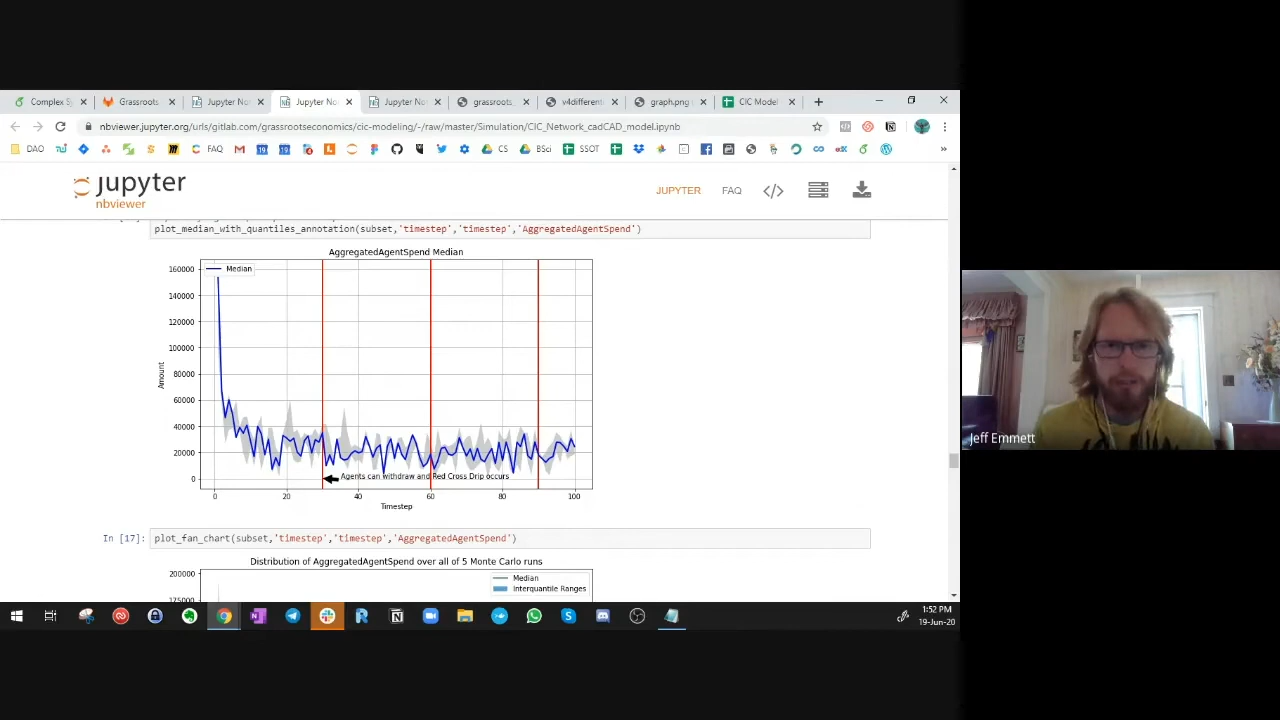 Complex Sy
Grassroots
Jupyter No
Jupyter No
Jupyter No
grassroots
v4different
graph.png
CIC Model
nbviewer.jupyter.org/urls/gitlab.com/grassrootseconomics/cic-modeling/-/raw/master/Simulation/CIC_Network_cadCAD_model.ipynb
DAO
FAQ
CS
BSci
SSOT
jupyter
nbviewer
JUPYTER
FAQ
plot_median_with_quantiles_annotation(subset,'timestep','timestep','AggregatedAgentSpend')
AggregatedAgentSpend Median
Median
160000
140000
120000
100000
80000
60000
40000
20000
0
Amount
Agents can withdraw and Red Cross Drip occurs
0 20 40 60 80 100
Timestep
In [17]: plot_fan_chart(subset,'timestep','timestep','AggregatedAgentSpend')
Distribution of AggregatedAgentSpend over all of 5 Monte Carlo runs
200000
175000
Median
Interquantile Ranges
1:52 PM
19-Jun-20
Jeff Emmett